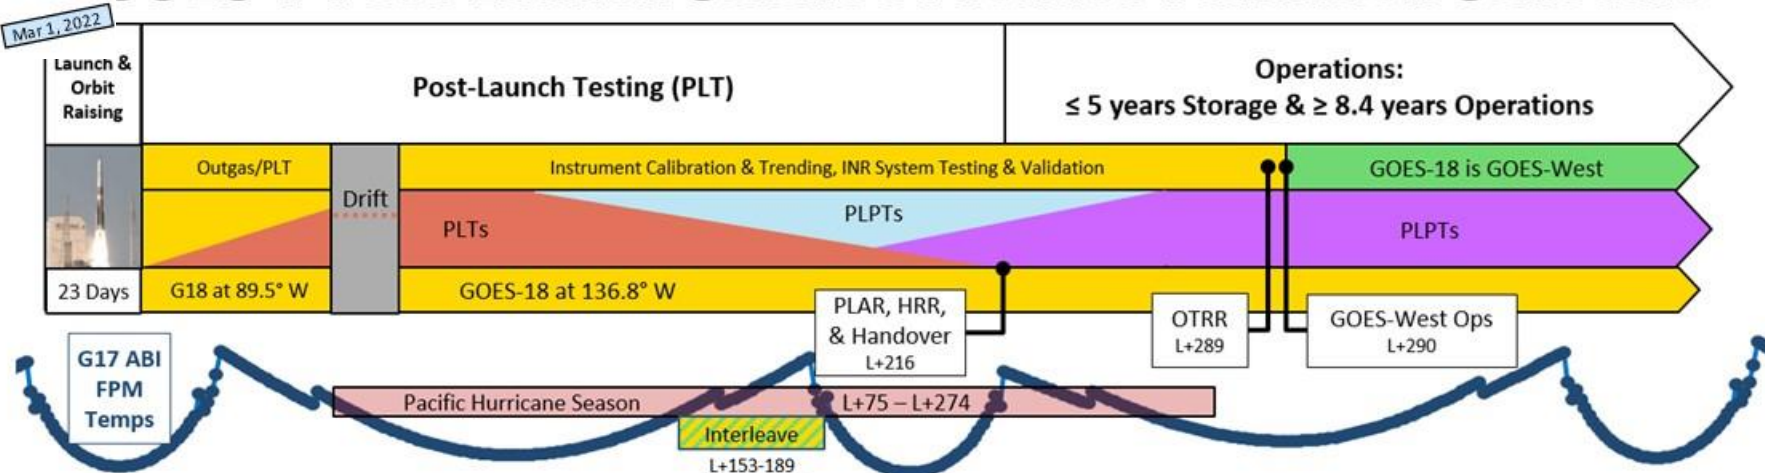 Mar 1, 2022
Launch &
Orbit
Raising
Post-Launch Testing (PLT)
Operations:
≤ 5 years Storage & ≥ 8.4 years Operations
Outgas/PLT
Drift
Instrument Calibration & Trending, INR System Testing & Validation
GOES-18 is GOES-West
PLTs
PLPTs
PLPTs
23 Days
G18 at 89.5° W
GOES-18 at 136.8° W
PLAR, HRR,
& Handover
L+216
OTRR
L+289
GOES-West Ops
L+290
G17 ABI
FPM
Temps
Pacific Hurricane Season
L+75 – L+274
Interleave
L+153-189